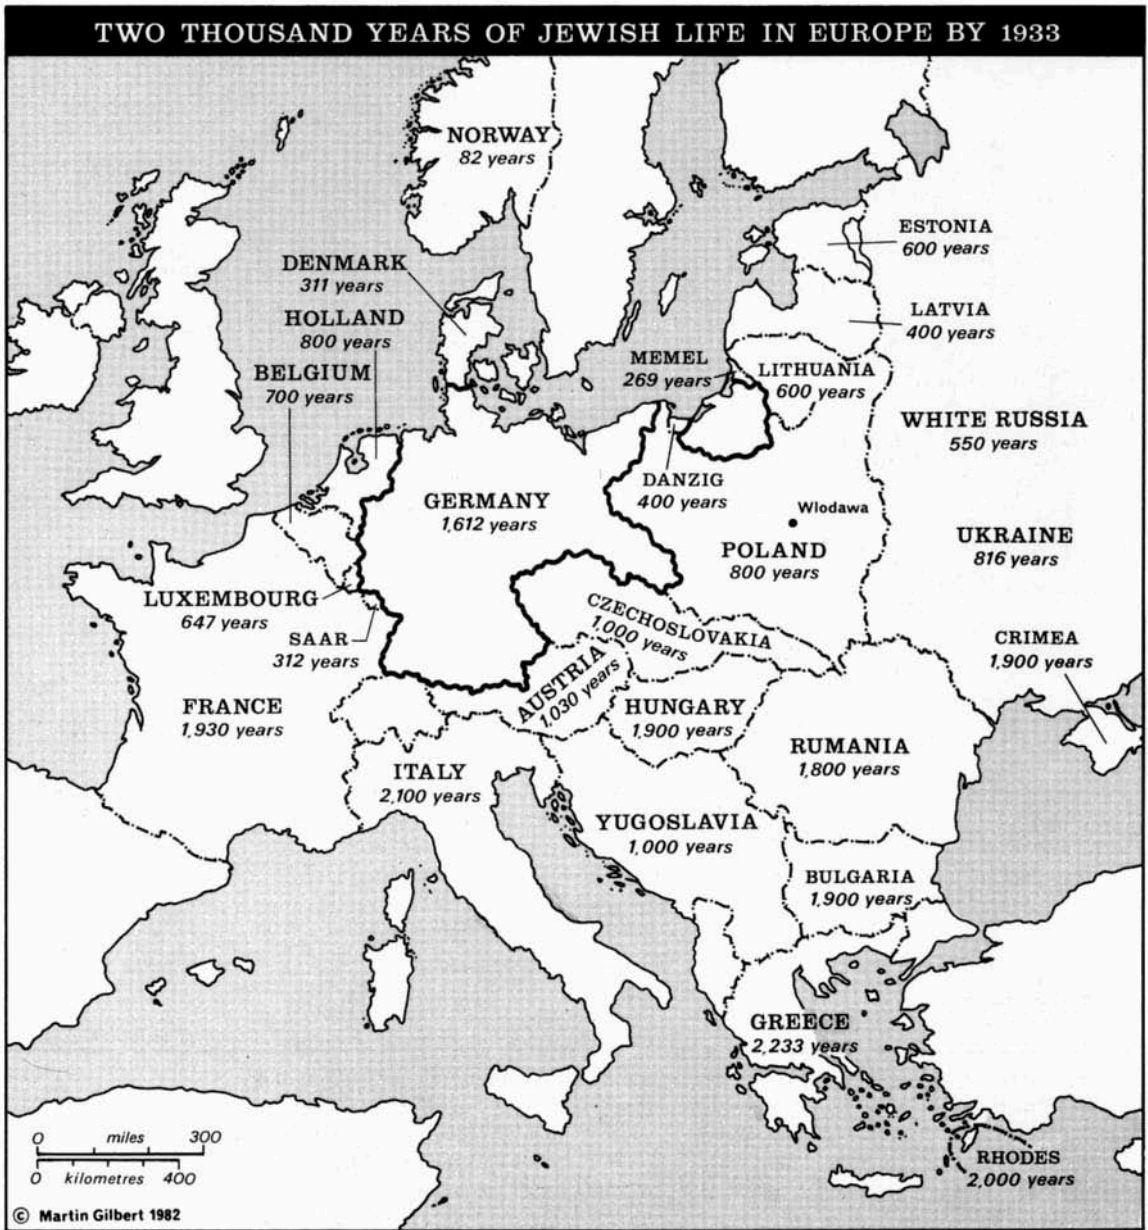 TWO THOUSAND YEARS OF JEWISH LIFE IN EUROPE BY 1933
NORWAY
82 years
ESTONIA
600 years
DENMARK
311 years
LATVIA
400 years
HOLLAND
800 years
MEMEL
269 years
LITHUANIA
600 years
BELGIUM
700 years
WHITE RUSSIA
550 years
DANZIG
400 years
GERMANY
1,612 years
Wlodawa
UKRAINE
816 years
POLAND
800 years
LUXEMBOURG
647 years
CZECHOSLOVAKIA
1,000 years
SAAR
312 years
CRIMEA
1,900 years
AUSTRIA
1,030 years
FRANCE
1,930 years
HUNGARY
1,900 years
RUMANIA
1,800 years
ITALY
2,100 years
YUGOSLAVIA
1,000 years
BULGARIA
1,900 years
GREECE
2,233 years
RHODES
2,000 years
0 miles 300
0 kilometres 400
© Martin Gilbert 1982